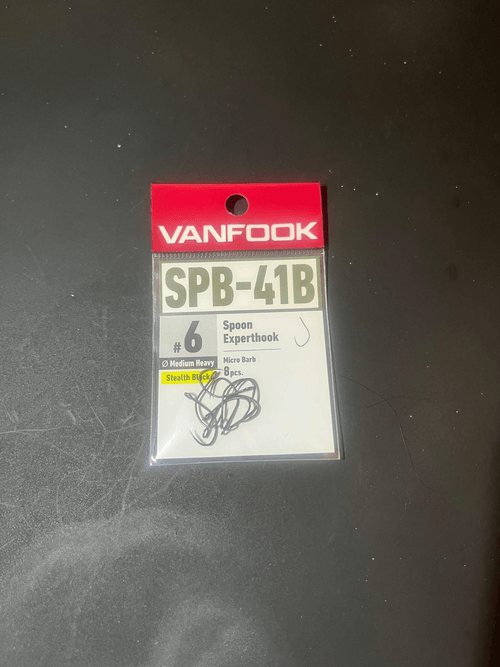 VANFOOK
SPB-41B
#6
Spoon
Experthook
Ø Medium Heavy
Micro Barb
Stealth Black
8pcs.